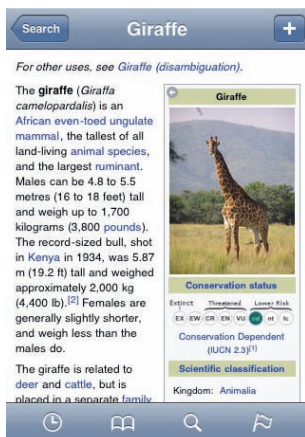 Search
Giraffe
+
For other uses, see Giraffe (disambiguation).
The giraffe (Giraffa
camelopardalis) is an
African even-toed ungulate
mammal, the tallest of all
land-living animal species,
and the largest ruminant.
Males can be 4.8 to 5.5
metres (16 to 18 feet) tall
and weigh up to 1,700
kilograms (3,800 pounds).
The record-sized bull, shot
in Kenya in 1934, was 5.87
m (19.2 ft) tall and weighed
approximately 2,000 kg
(4,400 lb).[2] Females are
generally slightly shorter,
and weigh less than the
males do.
The giraffe is related to
deer and cattle, but is
placed in a separate family
Giraffe
Conservation status
Extinct Threatened Lower Risk
EX EW CR EN VU cd nt lc
Conservation Dependent
(IUCN 2.3)[1]
Scientific classification
Kingdom: Animalia